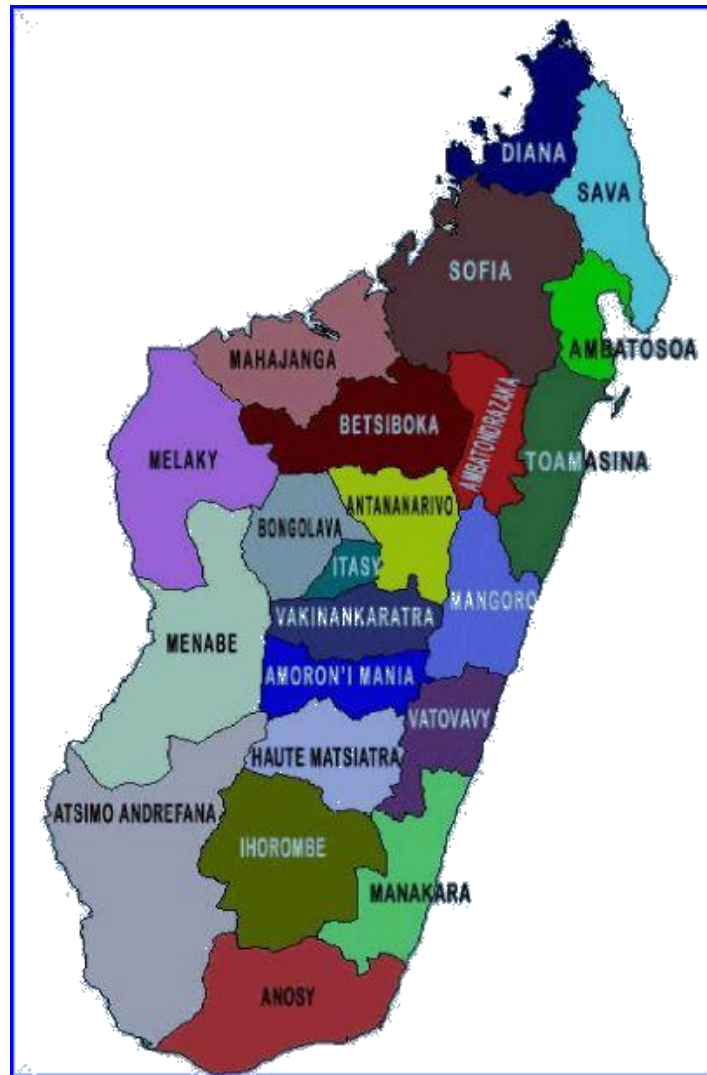 DIANA
SAVA
SOFIA
AMBATOSOA
MAHAJANGA
BETSIBOKA
AMBATONDRAZAKA
TOAMASINA
MELAKY
ANTANANARIVO
BONGOLAVA
ITASY
MANGORO
VAKINANKARATRA
MENABE
AMORON'I MANIA
VATOVAVY
HAUTE MATSIATRA
ATSIMO ANDREFANA
IHOROMBE
MANAKARA
ANOSY